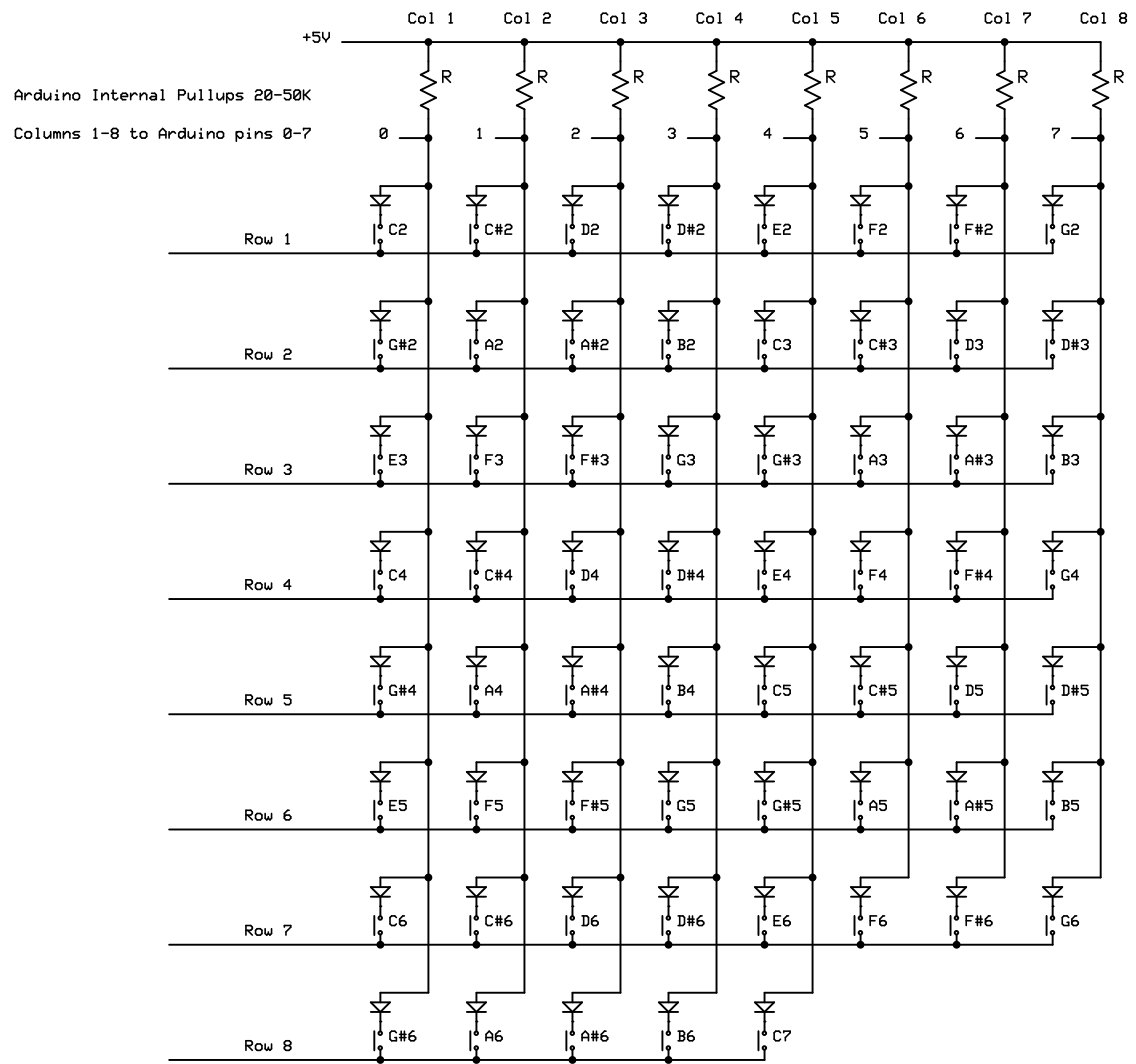 Col 1 Col 2 Col 3 Col 4 Col 5 Col 6 Col 7 Col 8
+5V
R R R R R R R R
Arduino Internal Pullups 20-50K
Columns 1-8 to Arduino pins 0-7 0 1 2 3 4 5 6 7
C2 C#2 D2 D#2 E2 F2 F#2 G2
Row 1
G#2 A2 A#2 B2 C3 C#3 D3 D#3
Row 2
E3 F3 F#3 G3 G#3 A3 A#3 B3
Row 3
C4 C#4 D4 D#4 E4 F4 F#4 G4
Row 4
G#4 A4 A#4 B4 C5 C#5 D5 D#5
Row 5
E5 F5 F#5 G5 G#5 A5 A#5 B5
Row 6
C6 C#6 D6 D#6 E6 F6 F#6 G6
Row 7
G#6 A6 A#6 B6 C7
Row 8